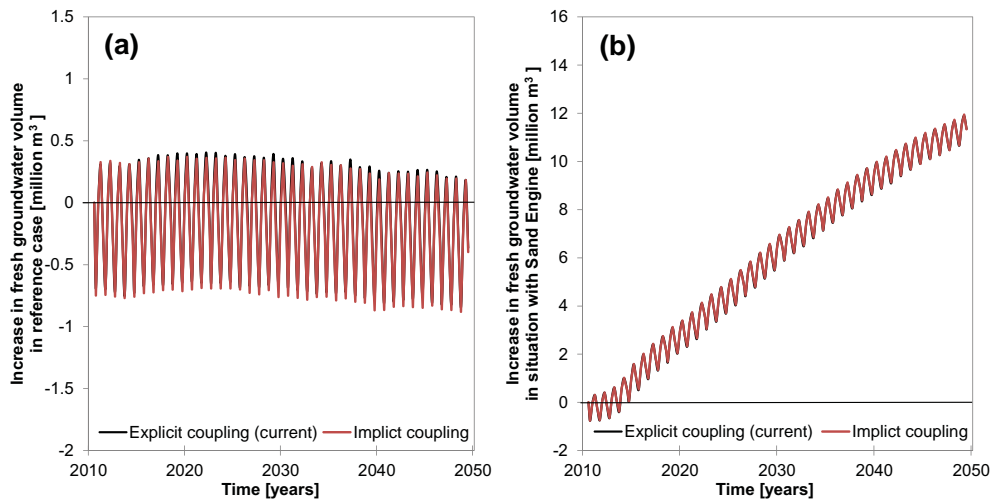 (a)
Increase in fresh groundwater volume
in reference case [million m³ ]
1.5
1
0.5
0
-0.5
-1
-1.5
-2
Explicit coupling (current)
Implict coupling
2010
2020
2030
2040
2050
Time [years]
(b)
Increase in fresh groundwater volume
in situation with Sand Engine [million m³ ]
16
14
12
10
8
6
4
2
0
-2
Explicit coupling (current)
Implict coupling
2010
2020
2030
2040
2050
Time [years]